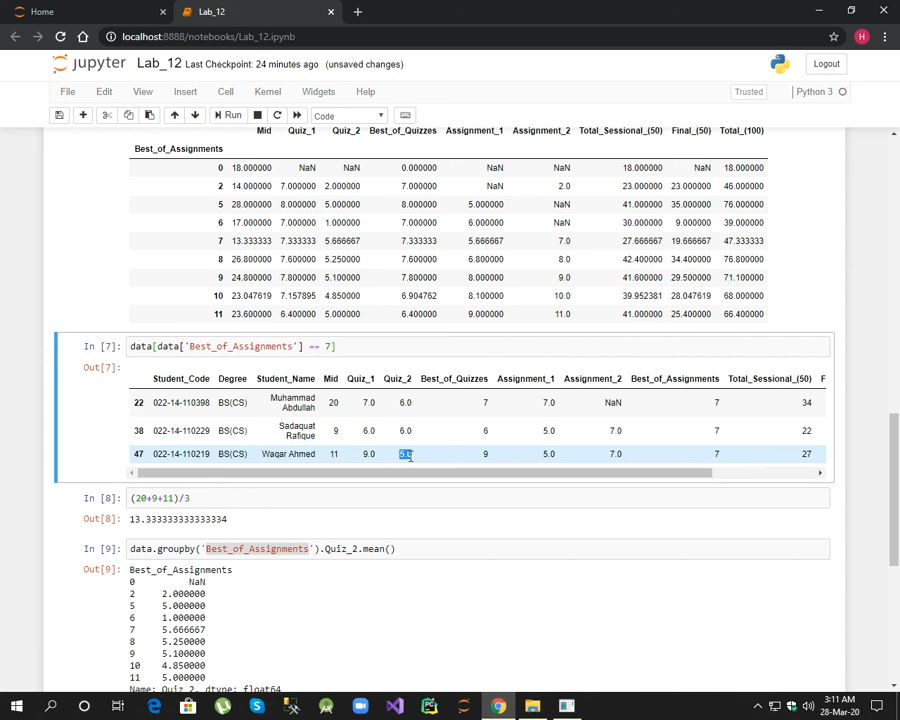 Home
Lab_12
localhost:8888/notebooks/Lab_12.ipynb
H
jupyter Lab_12 Last Checkpoint: 24 minutes ago (unsaved changes)
Logout
File Edit View Insert Cell Kernel Widgets Help
Trusted
Python 3
Run
Code
Mid Quiz_1 Quiz_2 Best_of_Quizzes Assignment_1 Assignment_2 Total_Sessional_(50) Final_(50) Total_(100)
Best_of_Assignments
0 18.000000 NaN NaN 0.000000 NaN NaN 18.000000 NaN 18.000000
2 14.000000 7.000000 2.000000 7.000000 NaN 2.0 23.000000 23.000000 46.000000
5 28.000000 8.000000 5.000000 8.000000 5.000000 NaN 41.000000 35.000000 76.000000
6 17.000000 7.000000 1.000000 7.000000 6.000000 NaN 30.000000 9.000000 39.000000
7 13.333333 7.333333 5.666667 7.333333 5.666667 7.0 27.666667 19.666667 47.333333
8 26.800000 7.600000 5.250000 7.600000 6.800000 8.0 42.400000 34.400000 76.800000
9 24.800000 7.800000 5.100000 7.800000 8.000000 9.0 41.600000 29.500000 71.100000
10 23.047619 7.157895 4.850000 6.904762 8.100000 10.0 39.952381 28.047619 68.000000
11 23.600000 6.400000 5.000000 6.400000 9.000000 11.0 41.000000 25.400000 66.400000
In [7]: data[data['Best_of_Assignments'] == 7]
Out[7]:
Student_Code Degree Student_Name Mid Quiz_1 Quiz_2 Best_of_Quizzes Assignment_1 Assignment_2 Best_of_Assignments Total_Sessional_(50) F
22 022-14-110398 BS(CS) Muhammad Abdullah 20 7.0 6.0 7 7.0 NaN 7 34
38 022-14-110229 BS(CS) Sadaquat Rafique 9 6.0 6.0 6 5.0 7.0 7 22
47 022-14-110219 BS(CS) Waqar Ahmed 11 9.0 5.0 9 5.0 7.0 7 27
In [8]: (20+9+11)/3
Out[8]: 13.333333333333334
In [9]: data.groupby('Best_of_Assignments').Quiz_2.mean()
Out[9]: Best_of_Assignments
0 NaN
2 2.000000
5 5.000000
6 1.000000
7 5.666667
8 5.250000
9 5.100000
10 4.850000
11 5.000000
Name: Quiz_2, dtype: float64
3:11 AM
28-Mar-20